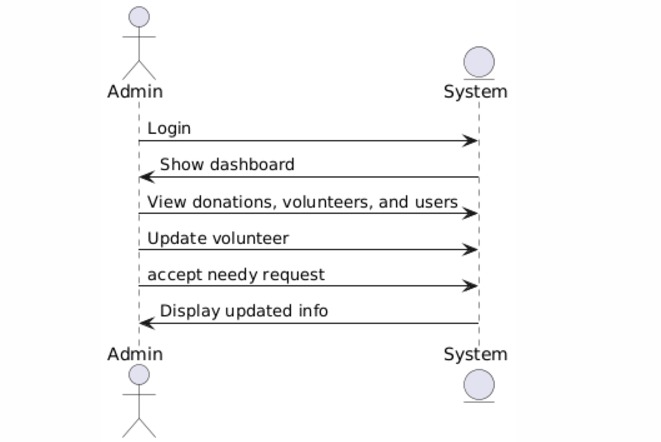 Admin
System
Login
Show dashboard
View donations, volunteers, and users
Update volunteer
accept needy request
Display updated info
Admin
System